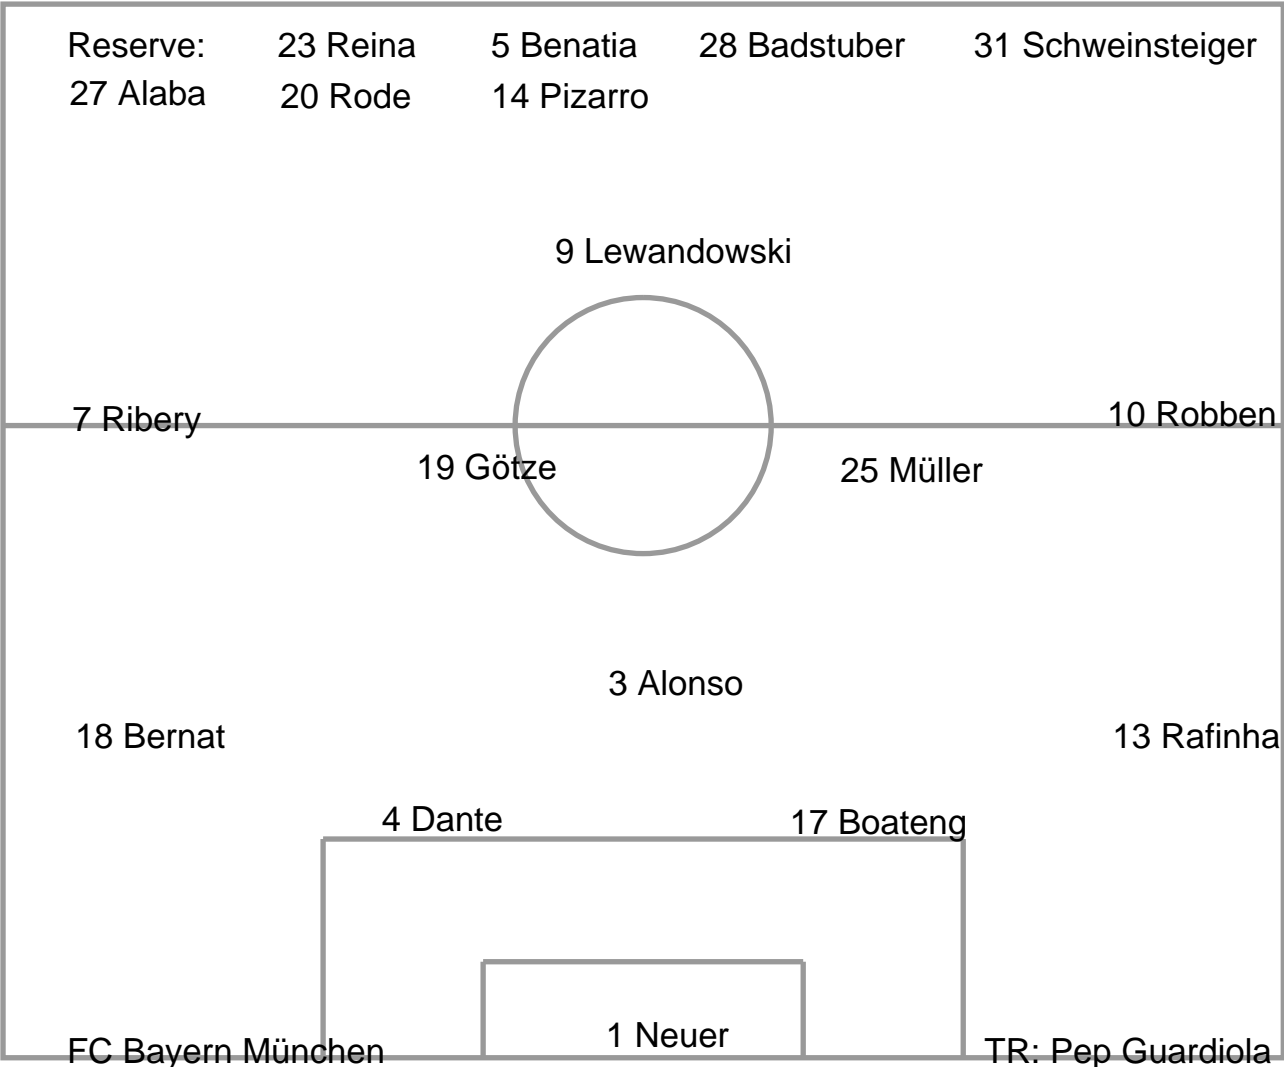 Reserve: 23 Reina 5 Benatia 28 Badstuber 31 Schweinsteiger
27 Alaba 20 Rode 14 Pizarro
9 Lewandowski
7 Ribery 10 Robben
19 Götze 25 Müller
3 Alonso
18 Bernat 13 Rafinha
4 Dante 17 Boateng
1 Neuer
FC Bayern München TR: Pep Guardiola